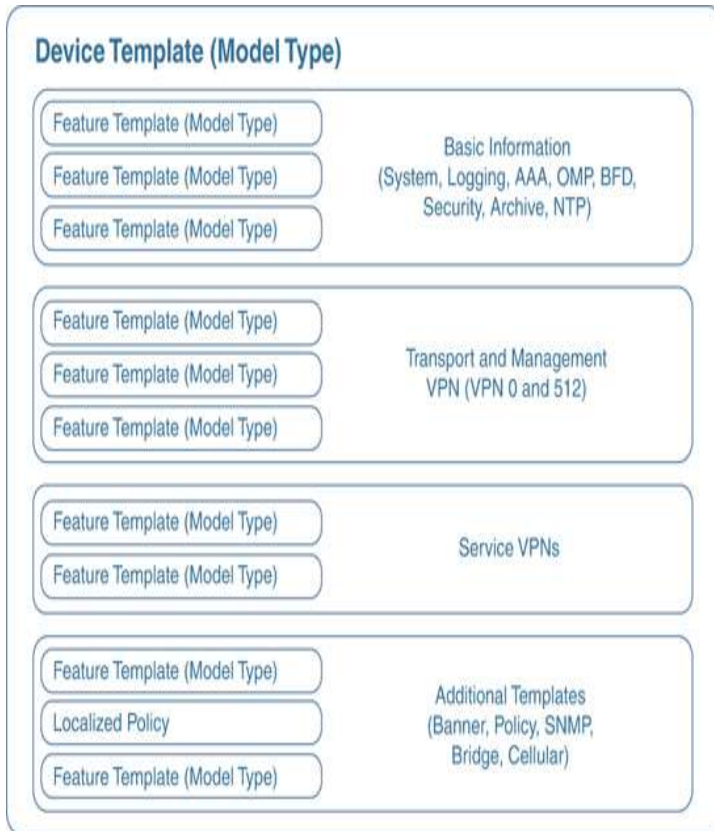 Device Template (Model Type)
Feature Template (Model Type)
Feature Template (Model Type)
Feature Template (Model Type)
Basic Information
(System, Logging, AAA, OMP, BFD,
Security, Archive, NTP)
Feature Template (Model Type)
Feature Template (Model Type)
Feature Template (Model Type)
Transport and Management
VPN (VPN 0 and 512)
Feature Template (Model Type)
Feature Template (Model Type)
Service VPNs
Feature Template (Model Type)
Localized Policy
Feature Template (Model Type)
Additional Templates
(Banner, Policy, SNMP,
Bridge, Cellular)